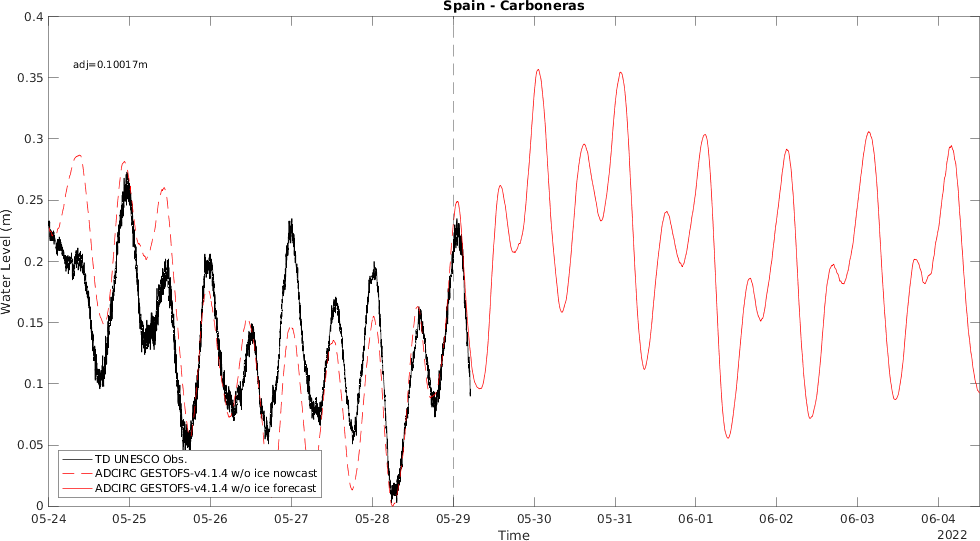 Spain - Carboneras
0.4
0.35
0.3
0.25
0.2
0.15
0.1
0.05
0
Water Level (m)
adj=0.10017m
TD UNESCO Obs.
ADCIRC GESTOFS-v4.1.4 w/o ice nowcast
ADCIRC GESTOFS-v4.1.4 w/o ice forecast
05-24 05-25 05-26 05-27 05-28 05-29 05-30 05-31 06-01 06-02 06-03 06-04
Time
2022